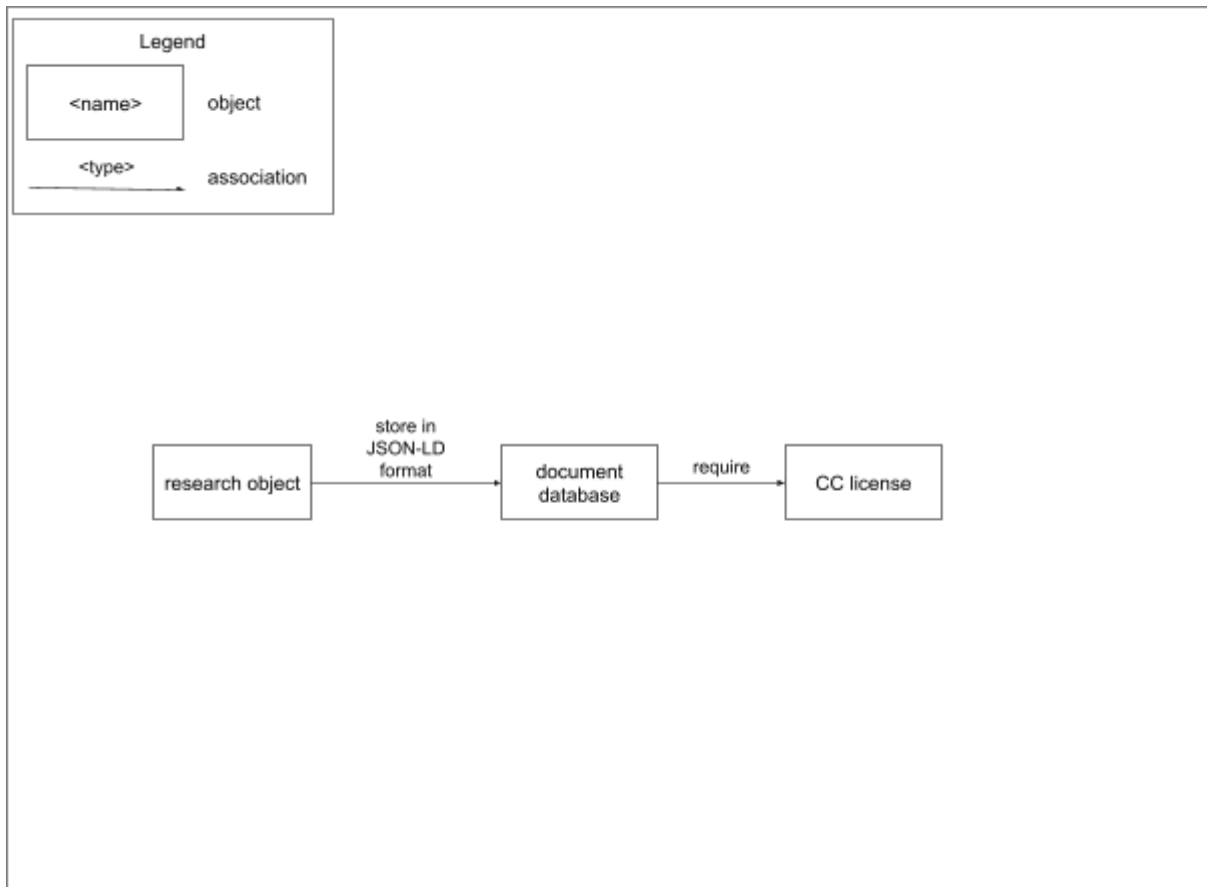 Legend
<name>
object
<type>
association
store in
JSON-LD
format
research object
document
database
require
CC license